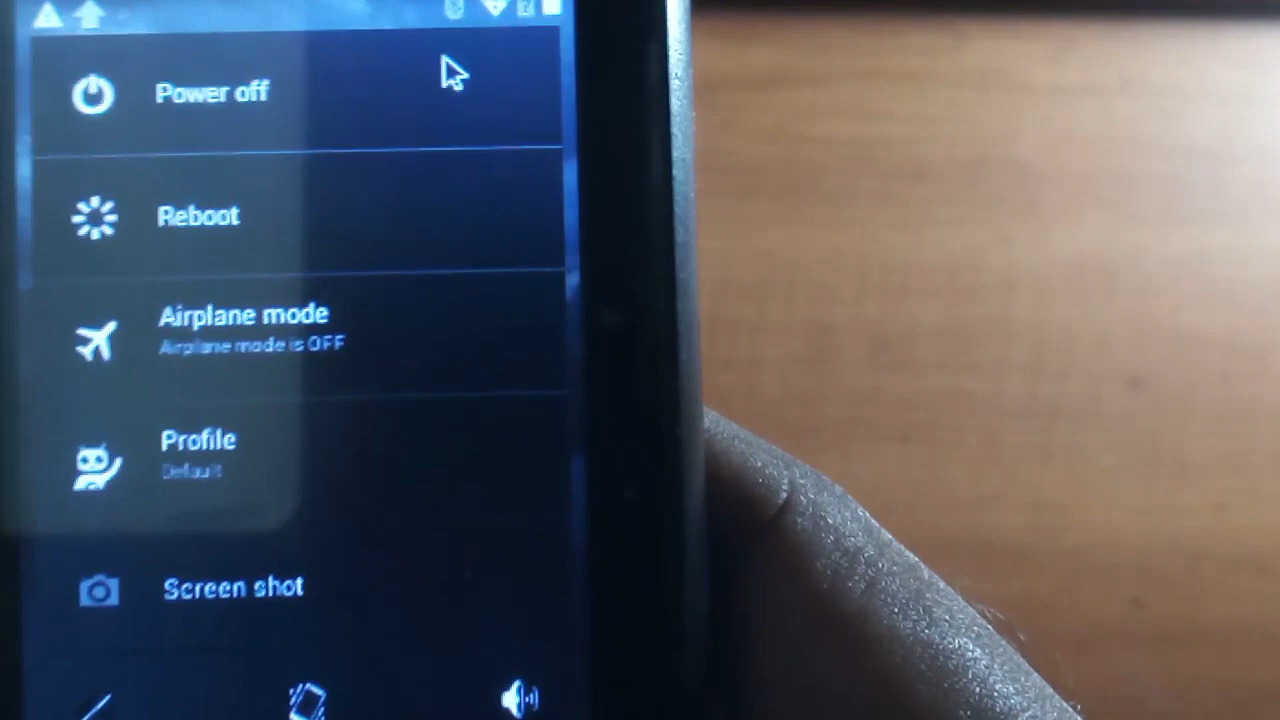 Power off
Reboot
Airplane mode
Airplane mode is OFF
Profile
Default
Screen shot